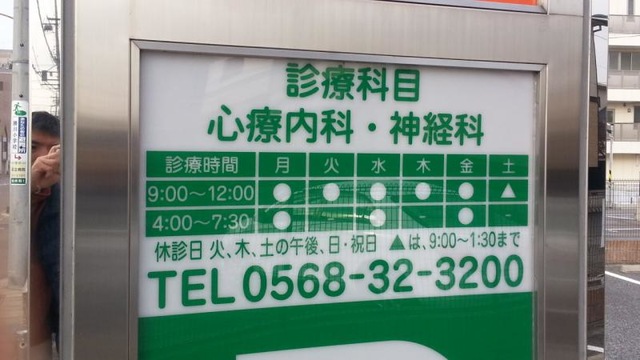 診療科目
心療内科・神経科
診療時間 月 火 水 木 金 土
9:00～12:00 ● ● ● ● ● ▲
4:00～7:30 ● - ● - ● -
休診日 火、木、土の午後、日・祝日 ▲は、9:00～1:30まで
TEL0568-32-3200